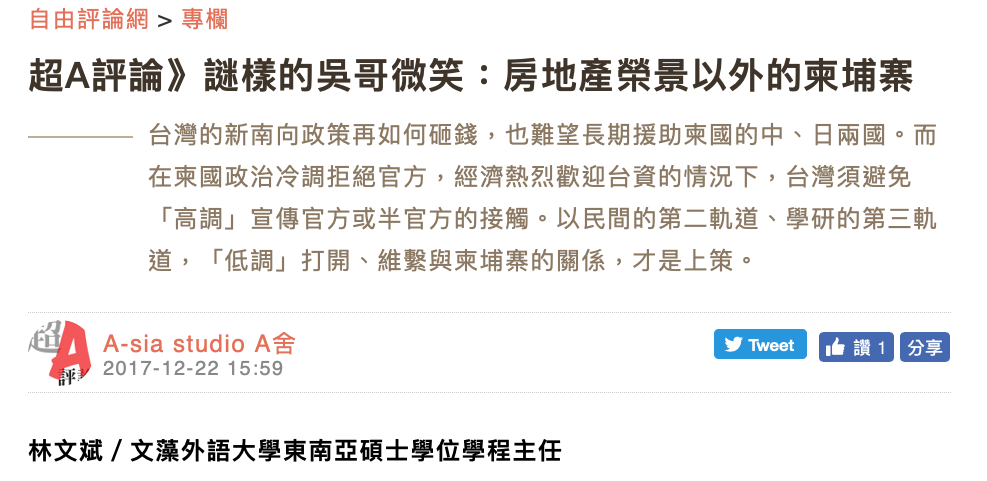 自由評論網 > 專欄
超A評論》謎樣的吳哥微笑：房地產榮景以外的柬埔寨
台灣的新南向政策再如何砸錢，也難望長期援助柬國的中、日兩國。而
在柬國政治冷調拒絕官方，經濟熱烈歡迎台資的情況下，台灣須避免
「高調」宣傳官方或半官方的接觸。以民間的第二軌道、學研的第三軌
道，「低調」打開、維繫與柬埔寨的關係，才是上策。
超A評論
A-sia studio A舍
2017-12-22 15:59
Tweet
讚 1
分享
林文斌 / 文藻外語大學東南亞碩士學位學程主任